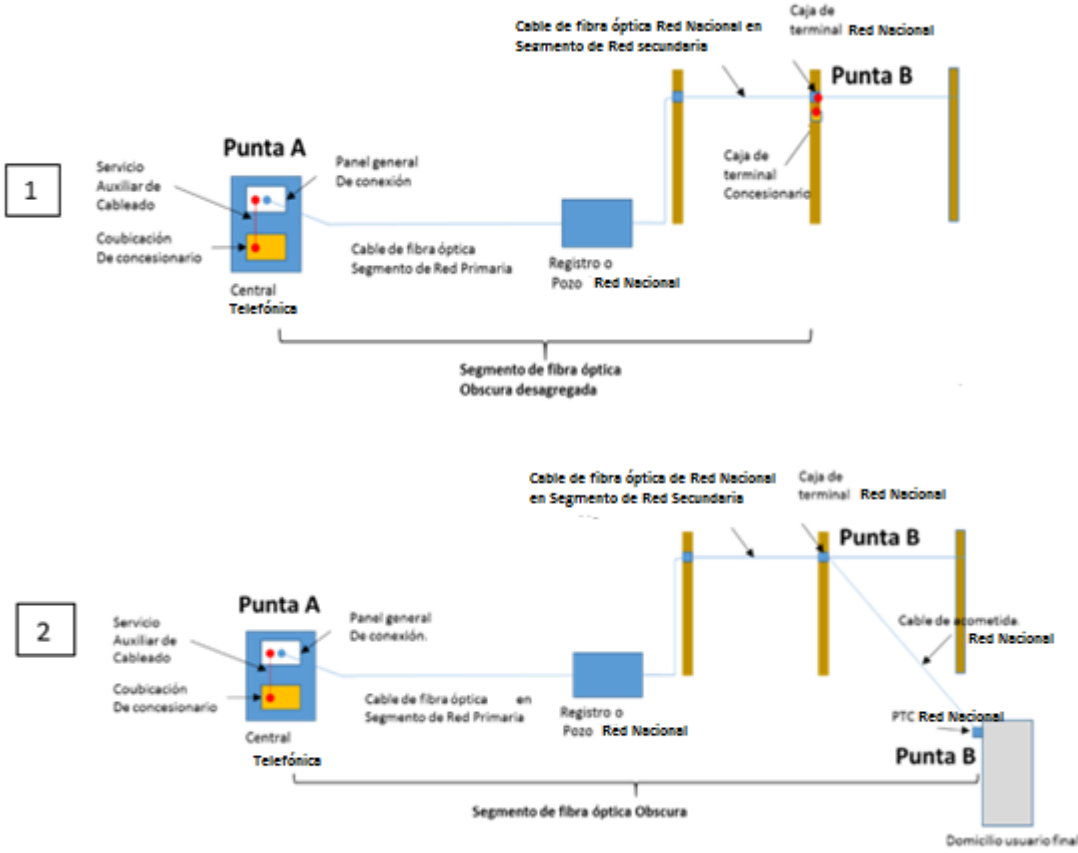 Cable de fibra óptica Red Nacional en
Segmento de Red secundaria
Caja de
terminal Red Nacional
Punta B
Punta A
1
Servicio
Auxiliar de
Cableado
Panel general
De conexión
Coubicación
De concesionario
Caja de
terminal
Concesionario
Cable de fibra óptica
Segmento de Red Primaria
Registro o
Pozo Red Nacional
Central
Telefónica
Segmento de fibra óptica
Obscura desagregada
Cable de fibra óptica de Red Nacional
en Segmento de Red Secundaria
Caja de
terminal Red Nacional
Punta B
Punta A
2
Servicio
Auxiliar de
Cableado
Panel general
De conexión.
Coubicación
De concesionario
Cable de acometida
Red Nacional
Cable de fibra óptica en
Segmento de Red Primaria
Registro o
Pozo Red Nacional
PTC Red Nacional
Central
Telefónica
Punta B
Segmento de fibra óptica Obscura
Domicilio usuario final